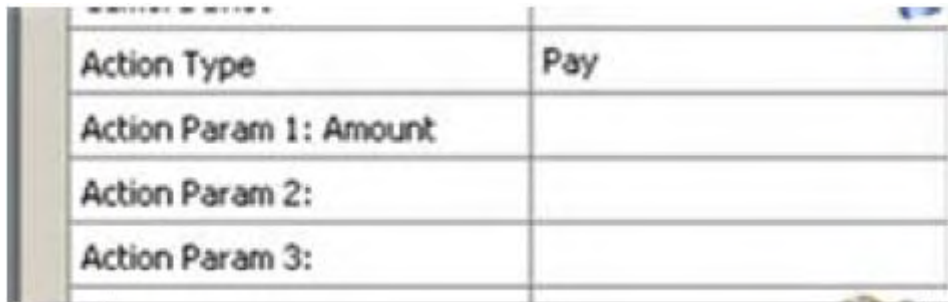 Action Type Pay
Action Param 1: Amount
Action Param 2:
Action Param 3: